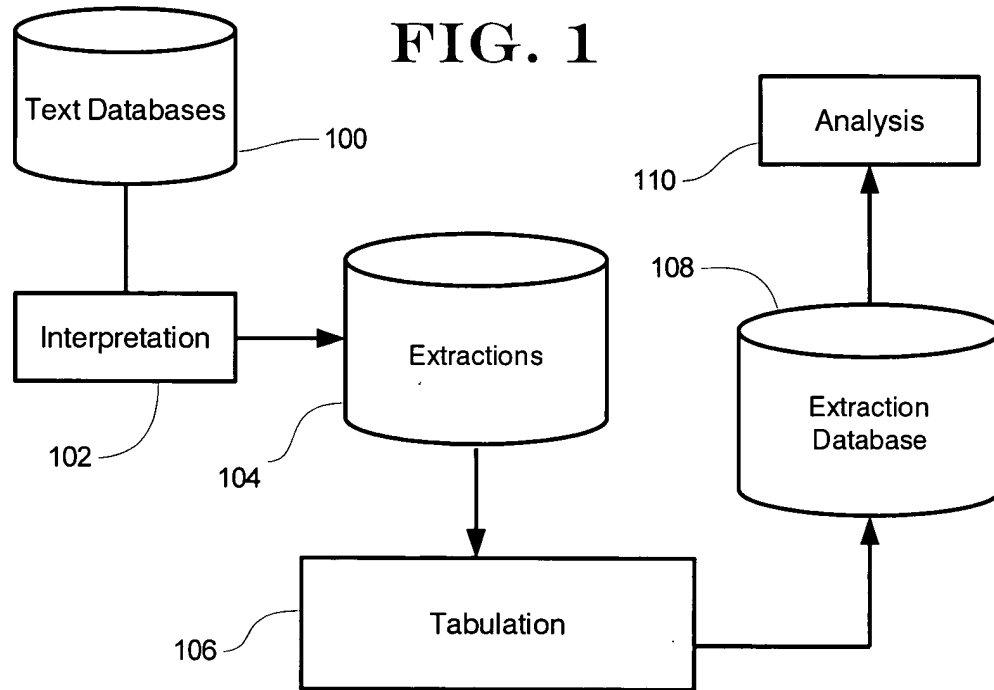 FIG. 1
Text Databases
100
Interpretation
102
Extractions
104
Tabulation
106
Extraction
Database
108
Analysis
110